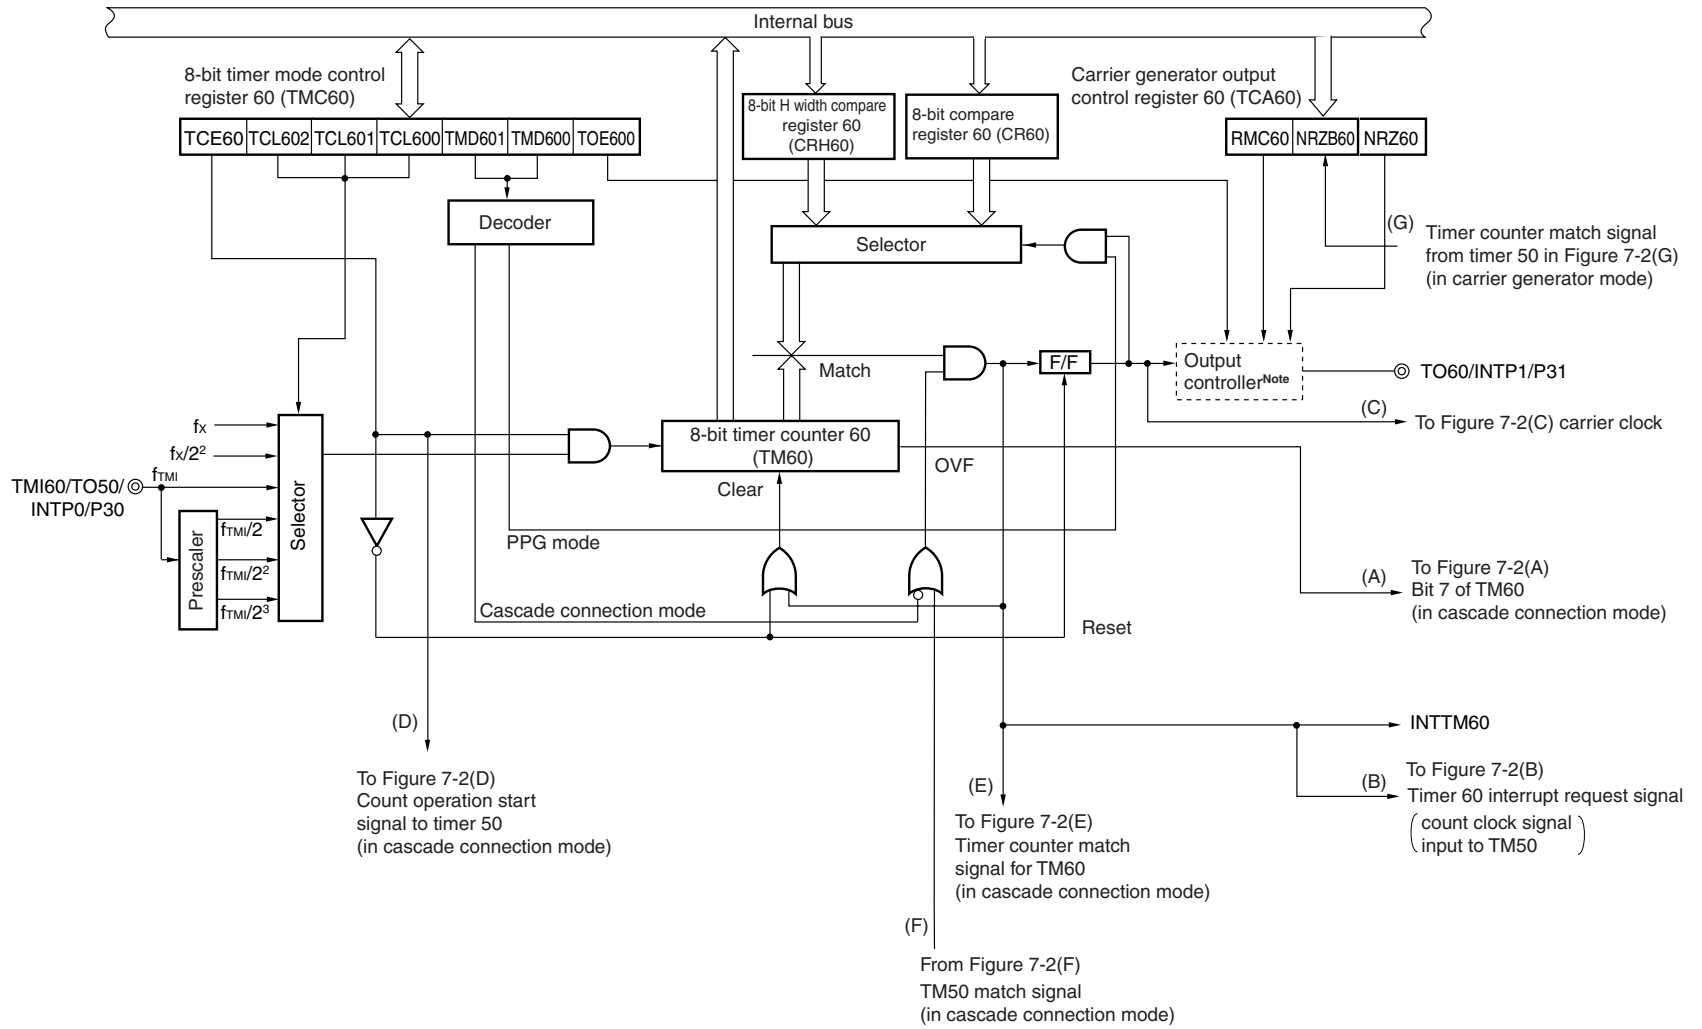 Internal bus
8-bit timer mode control
register 60 (TMC60)
TCE60 TCL602 TCL601 TCL600 TMD601 TMD600 TOE600
8-bit H width compare
register 60
(CRH60)
8-bit compare
register 60 (CR60)
Carrier generator output
control register 60 (TCA60)
RMC60 NRZB60 NRZ60
Decoder
Selector
(G)
Timer counter match signal
from timer 50 in Figure 7-2(G)
(in carrier generator mode)
Match
F/F
Output
controllerNote
TO60/INTP1/P31
(C)
To Figure 7-2(C) carrier clock
fX
fX/2²
TMI60/TO50/
INTP0/P30
fTMI
Prescaler
fTMI/2
fTMI/2²
fTMI/2³
Selector
8-bit timer counter 60
(TM60)
OVF
Clear
PPG mode
Cascade connection mode
Reset
(A)
To Figure 7-2(A)
Bit 7 of TM60
(in cascade connection mode)
(D)
To Figure 7-2(D)
Count operation start
signal to timer 50
(in cascade connection mode)
INTTM60
(B)
To Figure 7-2(B)
Timer 60 interrupt request signal
(count clock signal
input to TM50)
(E)
To Figure 7-2(E)
Timer counter match
signal for TM60
(in cascade connection mode)
(F)
From Figure 7-2(F)
TM50 match signal
(in cascade connection mode)